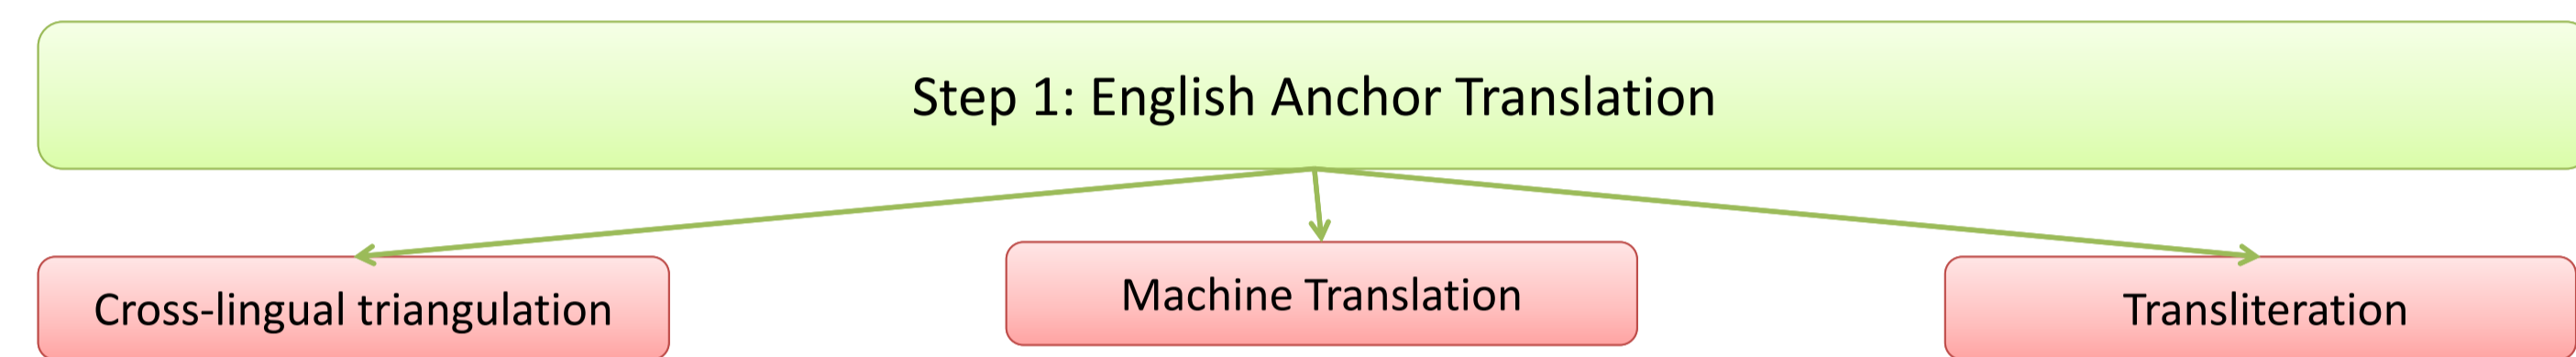 Step 1: English Anchor Translation
Cross-lingual triangulation
Machine Translation
Transliteration